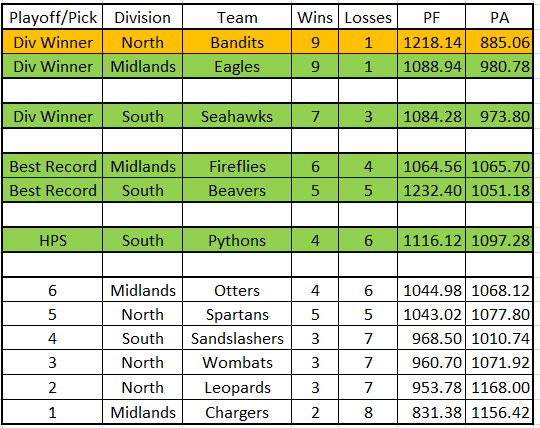 Playoff/Pick Division Team Wins Losses PF PA
Div Winner North Bandits 9 1 1218.14 885.06
Div Winner Midlands Eagles 9 1 1088.94 980.78
Div Winner South Seahawks 7 3 1084.28 973.80
Best Record Midlands Fireflies 6 4 1064.56 1065.70
Best Record South Beavers 5 5 1232.40 1051.18
HPS South Pythons 4 6 1116.12 1097.28
6 Midlands Otters 4 6 1044.98 1068.12
5 North Spartans 5 5 1043.02 1077.80
4 South Sandslashers 3 7 968.50 1010.74
3 North Wombats 3 7 960.70 1071.92
2 North Leopards 3 7 953.78 1168.00
1 Midlands Chargers 2 8 831.38 1156.42